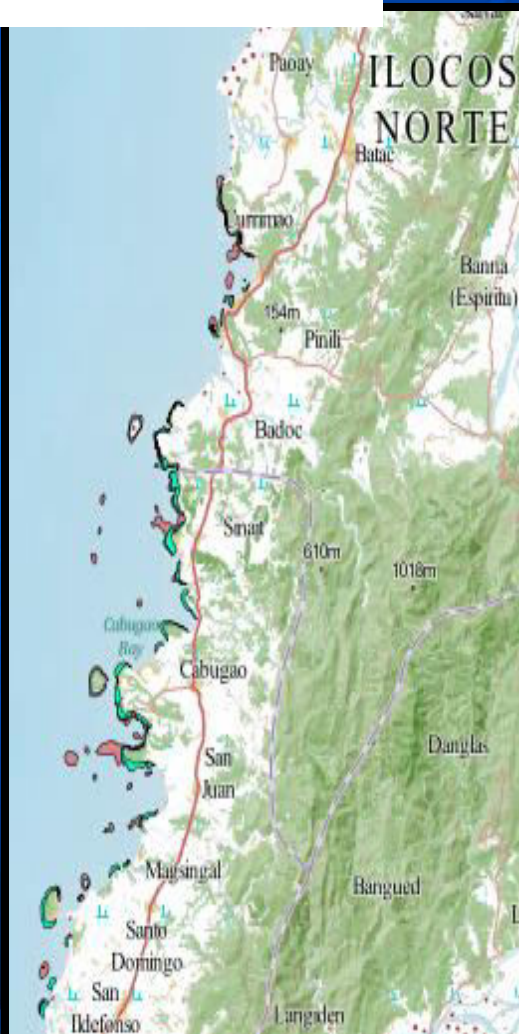 Paoay
ILOCOS
NORTE
Batac
Currimao
Banna
(Espiritu)
154m
Pinili
Badoc
Sinait
610m
1018m
Cabugao
Bay
Cabugao
Danglas
San
Juan
Magsingal
Bangued
Santo
Domingo
San
Ildefonso
Langiden